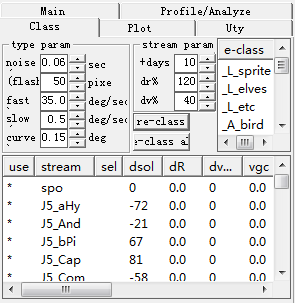 Main Profile/Analyze
Class Plot Uty
type param stream param e-class
noise 0.06 sec +days 10 _L_sprite
(flash 50 pixe dr% 120 _L_elves
fast 35.0 deg/sec dv% 40 _L_etc
slow 0.5 deg/sec re-class _A_bird
curve 0.15 deg e-class a
use stream sel dsol dR dv... vgc
* spo 0 0.0 0 0.0
* J5_aHy -72 0.0 0.0 0.0
* J5_And -21 0.0 0.0 0.0
* J5_bPi 67 0.0 0.0 0.0
* J5_Cap 81 0.0 0.0 0.0
* J5_Com -58 0.0 0.0 0.0